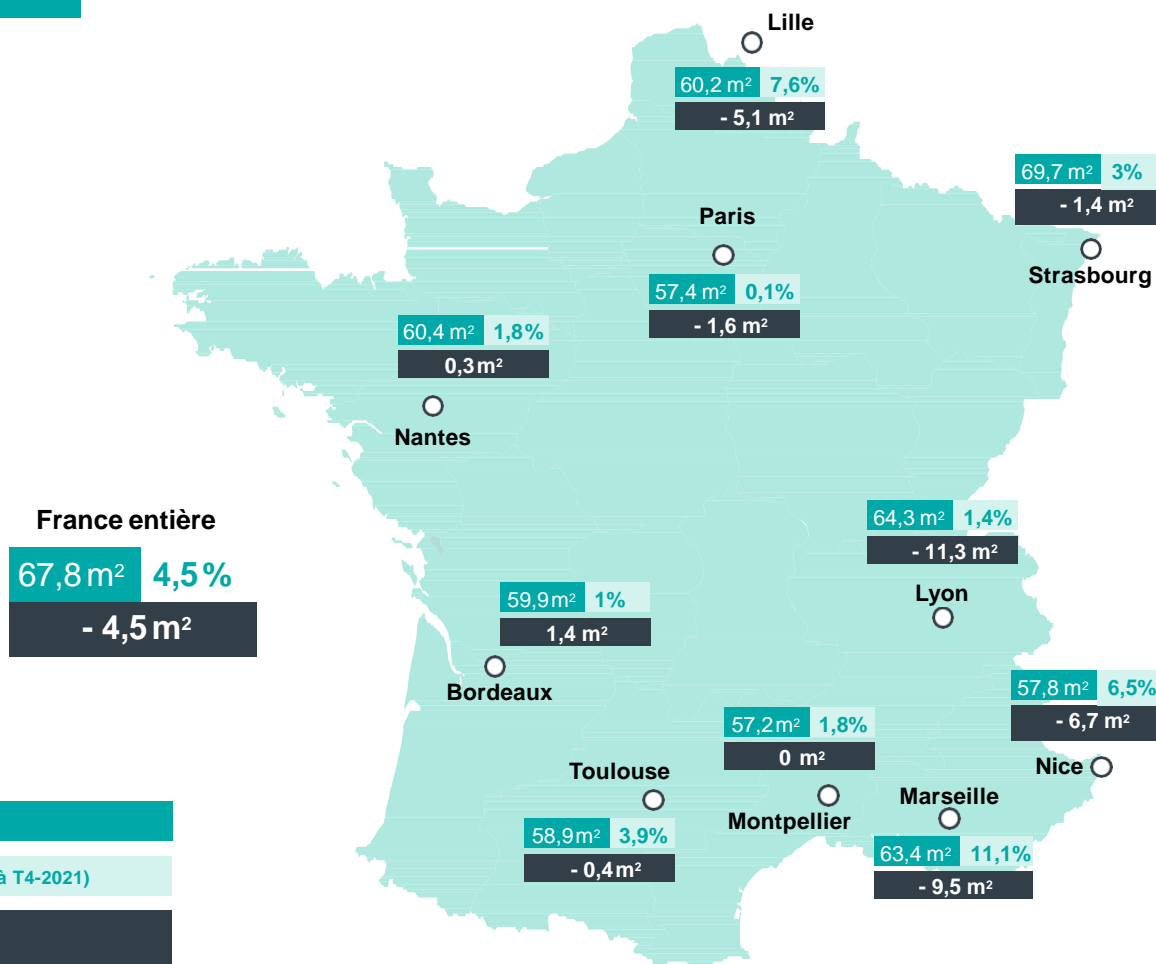 Lille
60,2 m² 7,6%
- 5,1 m²
69,7 m² 3%
- 1,4 m²
Strasbourg
Paris
57,4 m² 0,1%
- 1,6 m²
60,4 m² 1,8%
0,3 m²
Nantes
France entière
67,8 m² 4,5 %
- 4,5 m²
64,3 m² 1,4%
- 11,3 m²
Lyon
59,9 m² 1%
1,4 m²
Bordeaux
57,8 m² 6,5%
- 6,7 m²
Nice
57,2 m² 1,8%
0 m²
Montpellier
Toulouse
58,9 m² 3,9%
- 0,4 m²
Marseille
63,4 m² 11,1%
- 9,5 m²
à T4-2021)